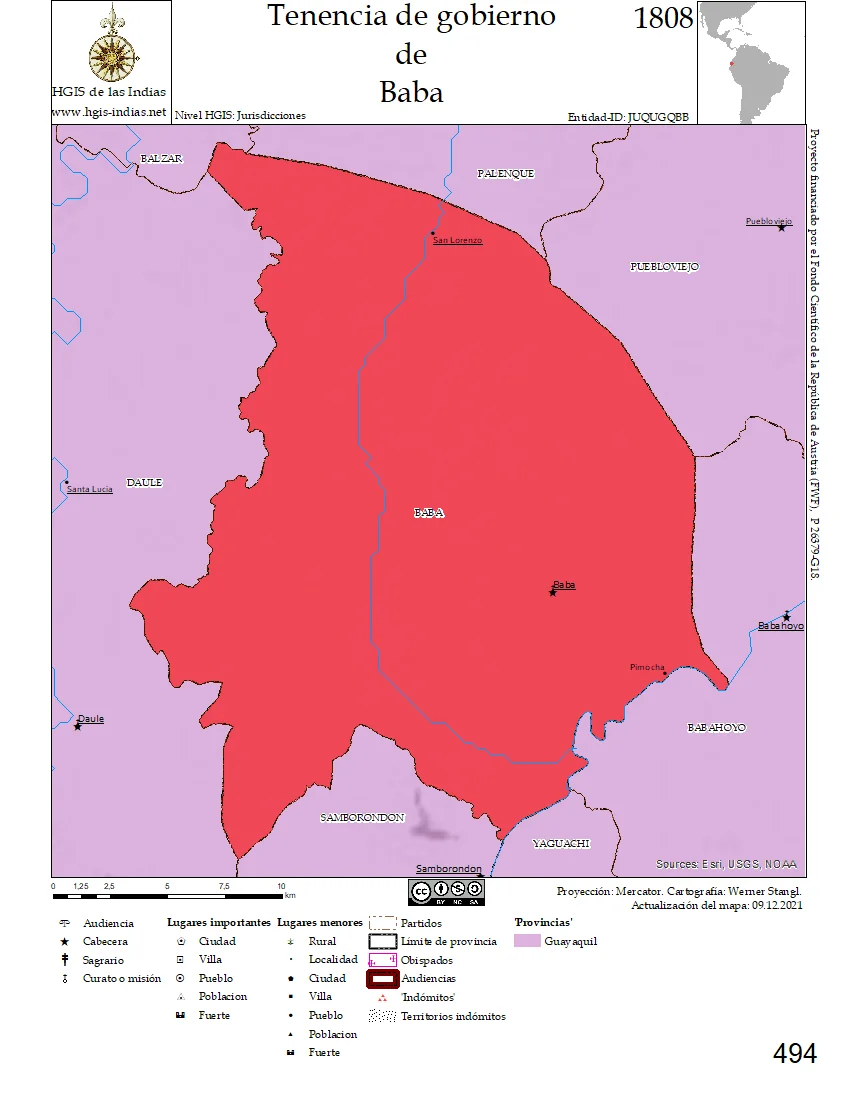 Tenencia de gobierno
de
Baba
1808
HGIS de las Indias
www.hgis-indias.net
Nivel HGIS: Jurisdicciones
Entidad-ID: JUQUGQBB
BALZAR
PALENQUE
Puebloviejo
San Lorenzo
PUEBLOVIEJO
Santa Lucia
DAULE
BABA
Baba
Babahoyo
Pimocha
Daule
BABAHOYO
SAMBORONDON
YAGUACHI
Samborondon
Sources: Esri, USGS, NOAA
Proyecto financiado por el Fondo Científico de la República de Austria (FWF), P 26379-G18.
0 1,25 2,5 5 7,5 10
km
CC BY NC SA
Proyección: Mercator. Cartografía: Werner Stangl.
Actualización del mapa: 09.12.2021
Audiencia
Cabecera
Sagrario
Curato o misión
Lugares importantes
Ciudad
Villa
Pueblo
Poblacion
Fuerte
Lugares menores
Rural
Localidad
Ciudad
Villa
Pueblo
Poblacion
Fuerte
Partidos
Límite de provincia
Obispados
Audiencias
'Indómitos'
Territorios indómitos
'Provincias'
Guayaquil
494